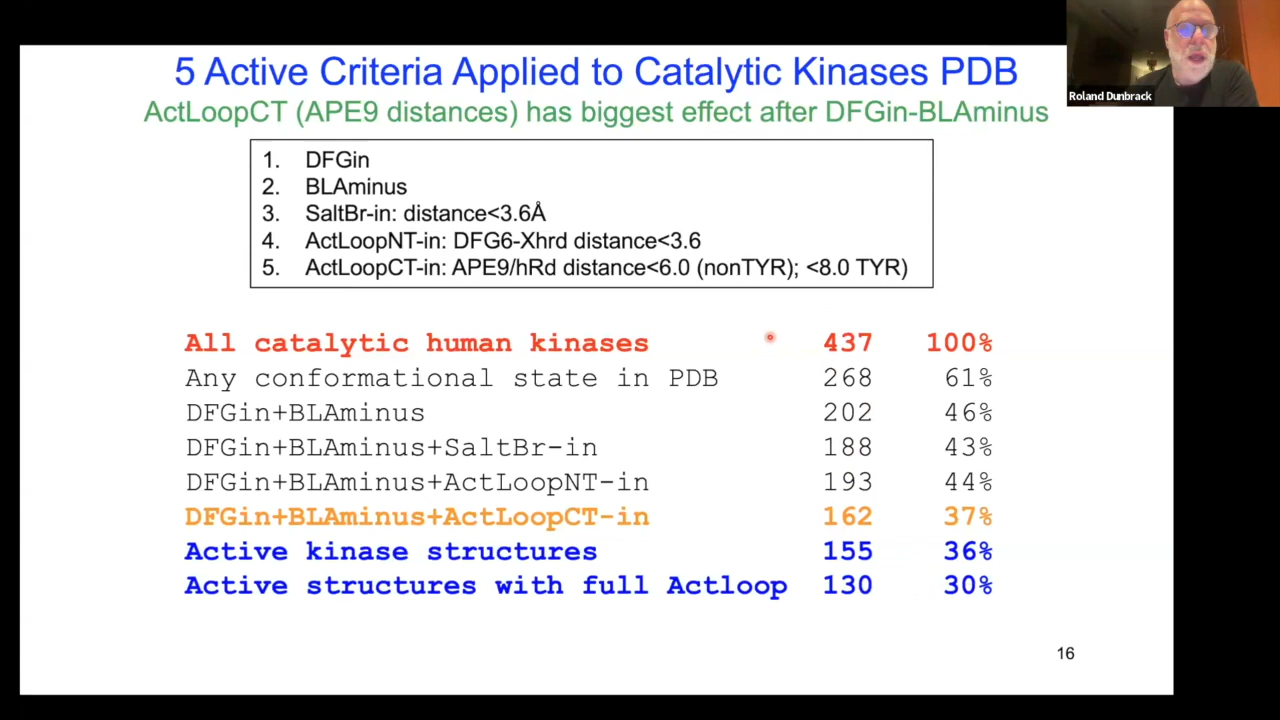 5 Active Criteria Applied to Catalytic Kinases PDB
ActLoopCT (APE9 distances) has biggest effect after DFGin-BLAminus
Roland Dunbrack
1. DFGin
2. BLAminus
3. SaltBr-in: distance<3.6Å
4. ActLoopNT-in: DFG6-Xhrd distance<3.6
5. ActLoopCT-in: APE9/hRd distance<6.0 (nonTYR); <8.0 TYR)
All catalytic human kinases 437 100%
Any conformational state in PDB 268 61%
DFGin+BLAminus 202 46%
DFGin+BLAminus+SaltBr-in 188 43%
DFGin+BLAminus+ActLoopNT-in 193 44%
DFGin+BLAminus+ActLoopCT-in 162 37%
Active kinase structures 155 36%
Active structures with full Actloop 130 30%
16